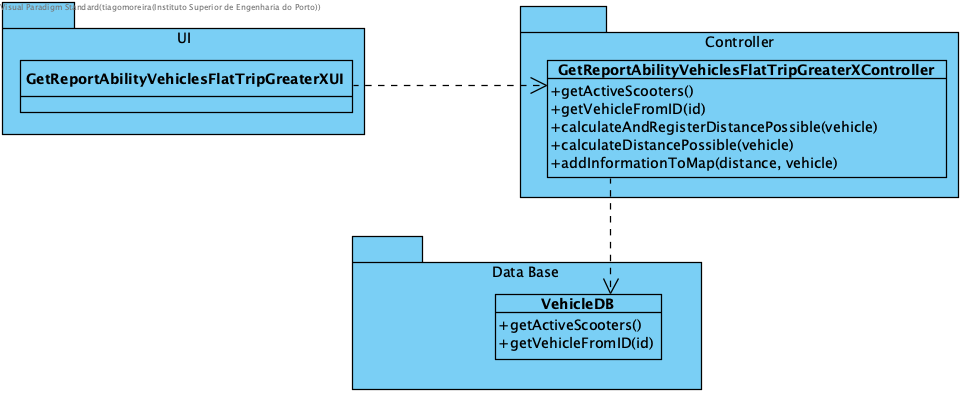 Visual Paradigm Standard(tiagomoreira(Instituto Superior de Engenharia do Porto))
UI
GetReportAbilityVehiclesFlatTripGreaterXUI
Controller
GetReportAbilityVehiclesFlatTripGreaterXController
+getActiveScooters()
+getVehicleFromID(id)
+calculateAndRegisterDistancePossible(vehicle)
+calculateDistancePossible(vehicle)
+addInformationToMap(distance, vehicle)
Data Base
VehicleDB
+getActiveScooters()
+getVehicleFromID(id)